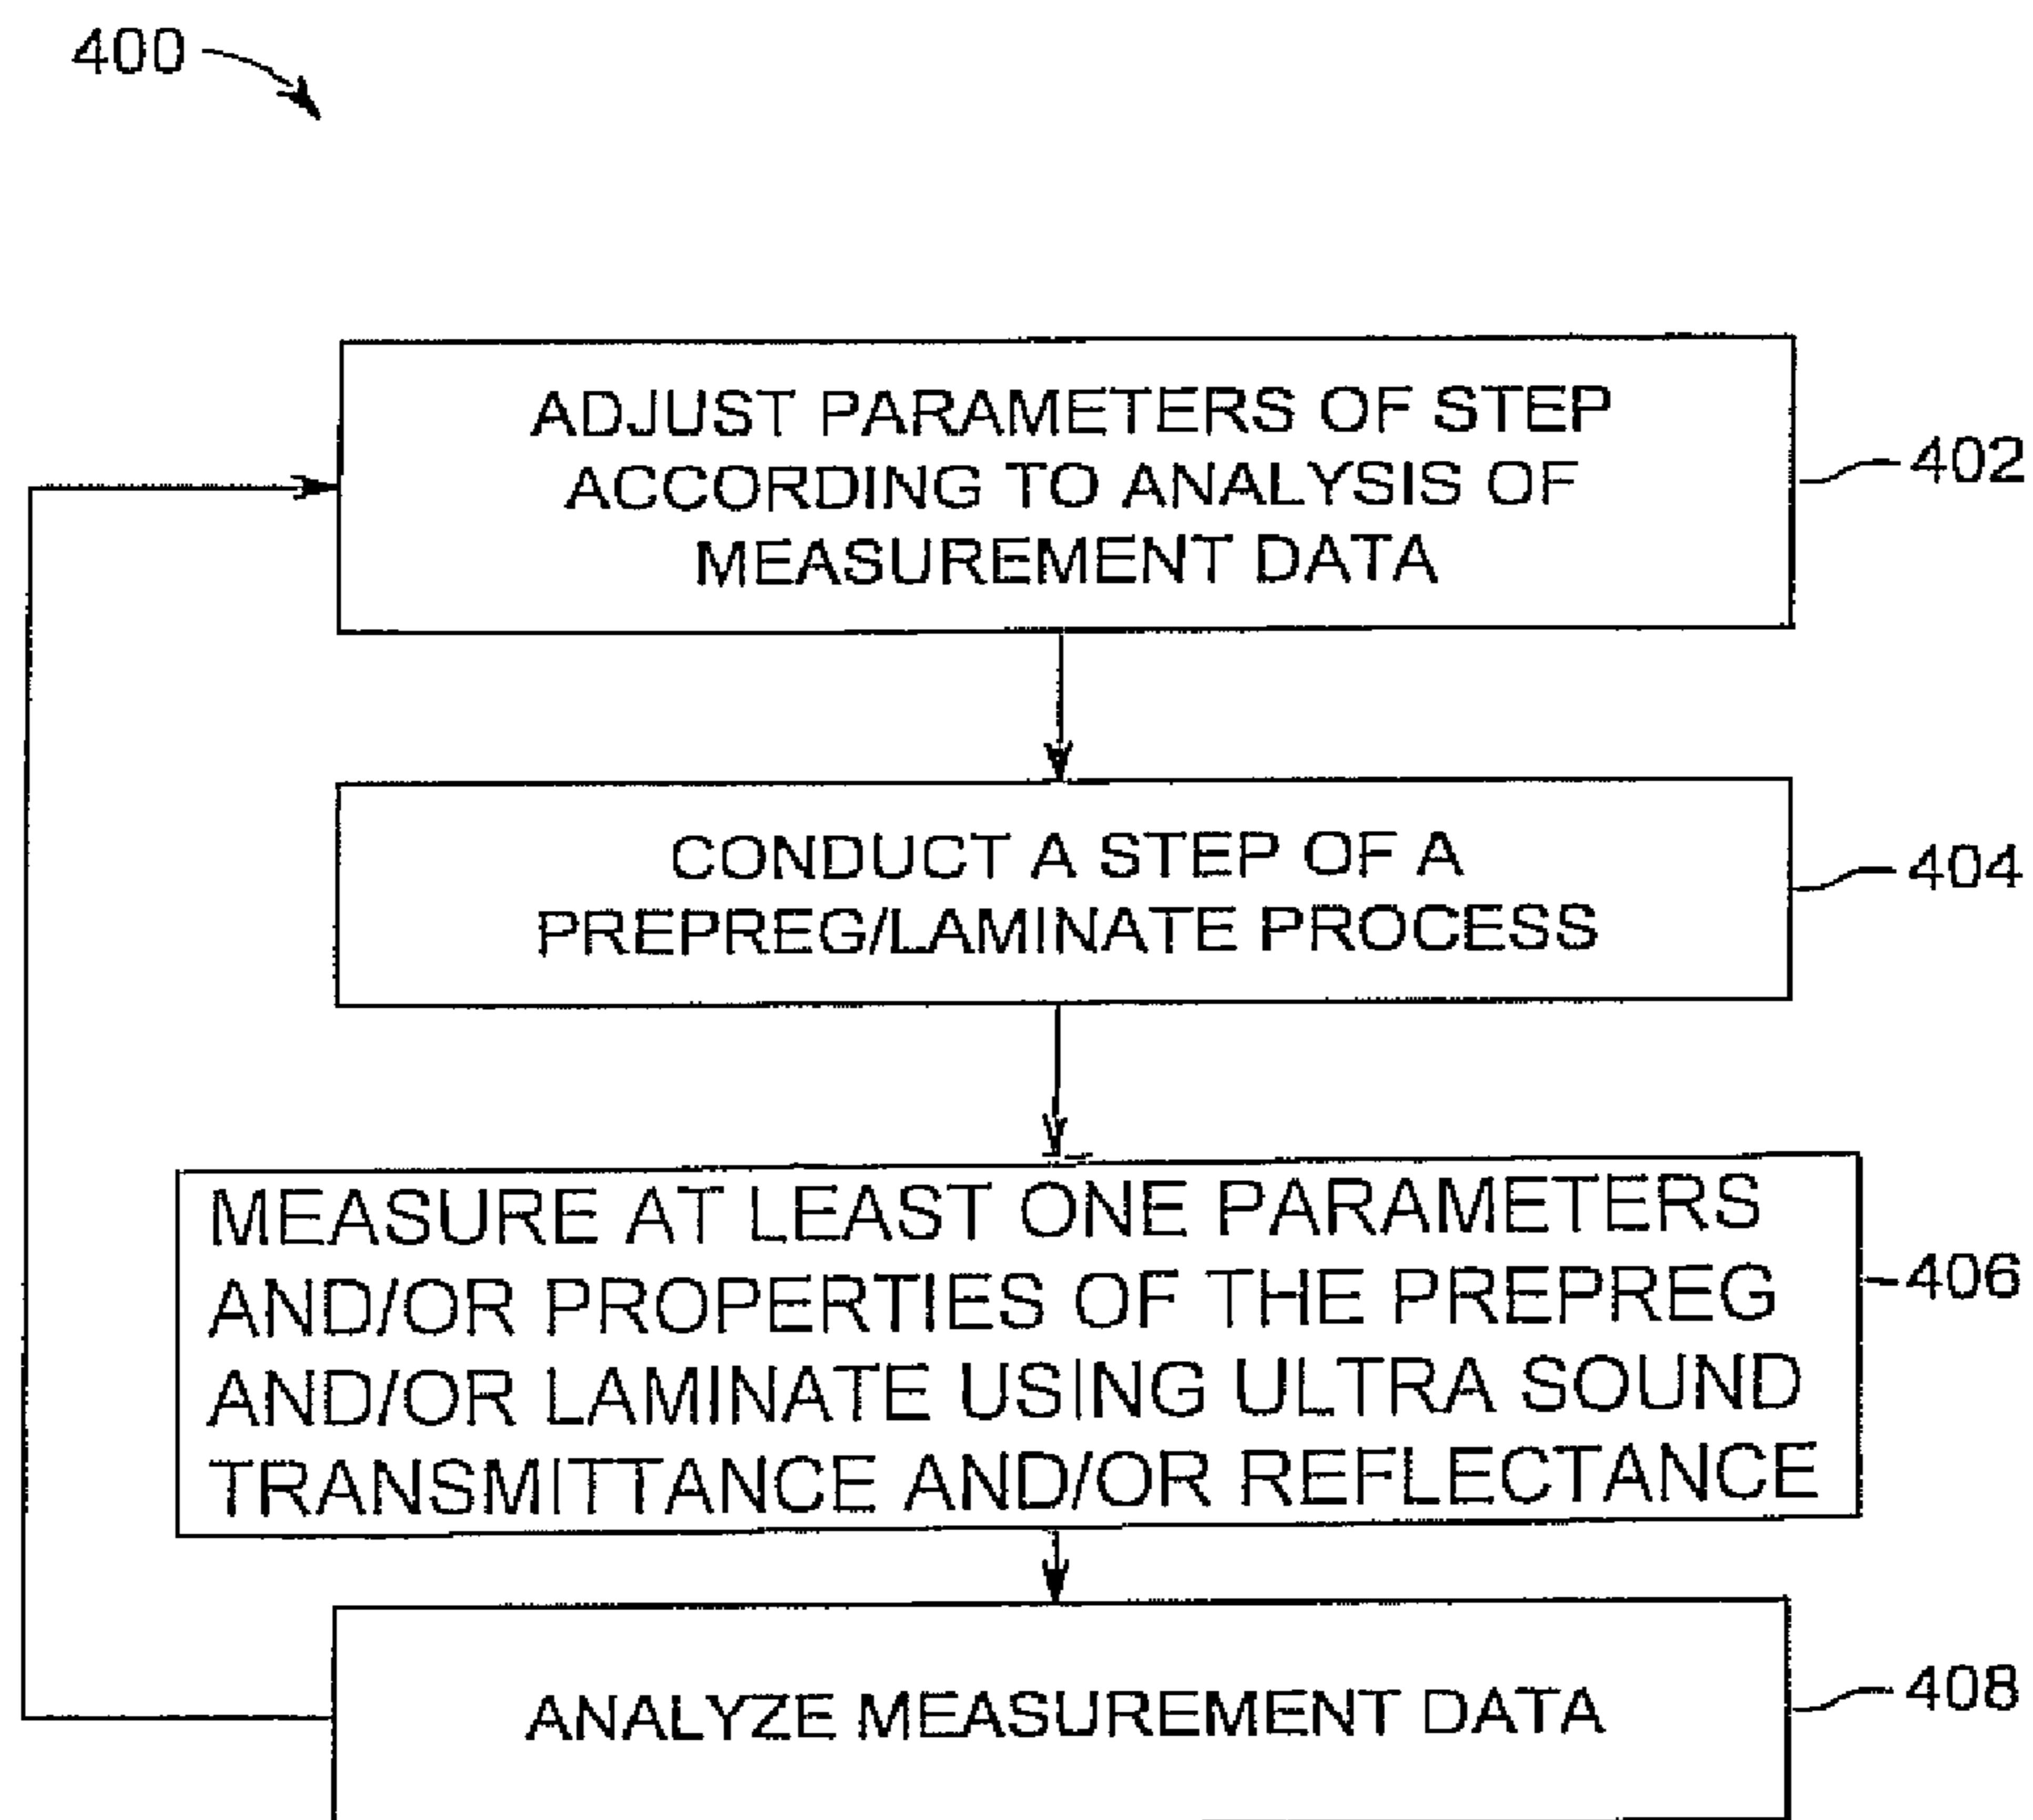 400
ADJUST PARAMETERS OF STEP
ACCORDING TO ANALYSIS OF
MEASUREMENT DATA
402
CONDUCT A STEP OF A
PREPREG/LAMINATE PROCESS
404
MEASURE AT LEAST ONE PARAMETERS
AND/OR PROPERTIES OF THE PREPREG
AND/OR LAMINATE USING ULTRA SOUND
TRANSMITTANCE AND/OR REFLECTANCE
406
ANALYZE MEASUREMENT DATA
408